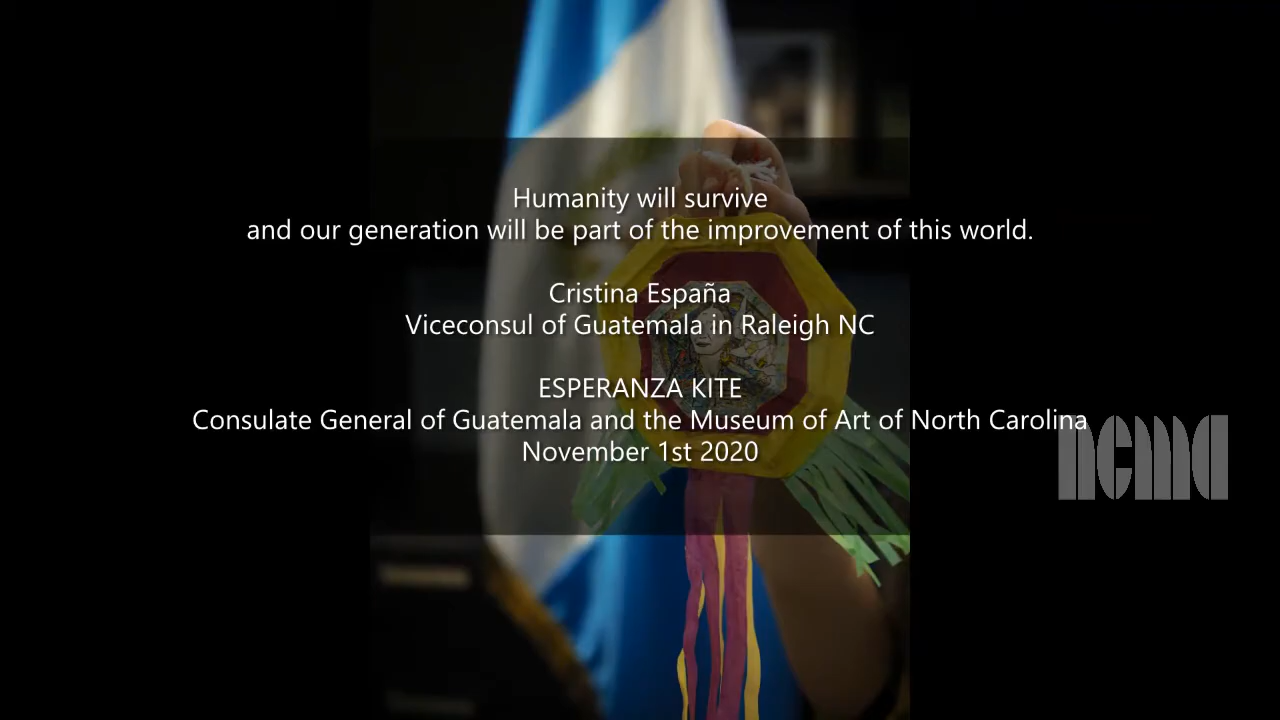 Humanity will survive
and our generation will be part of the improvement of this world.
Cristina España
Viceconsul of Guatemala in Raleigh NC
ESPERANZA KITE
Consulate General of Guatemala and the Museum of Art of North Carolina
November 1st 2020
ncma